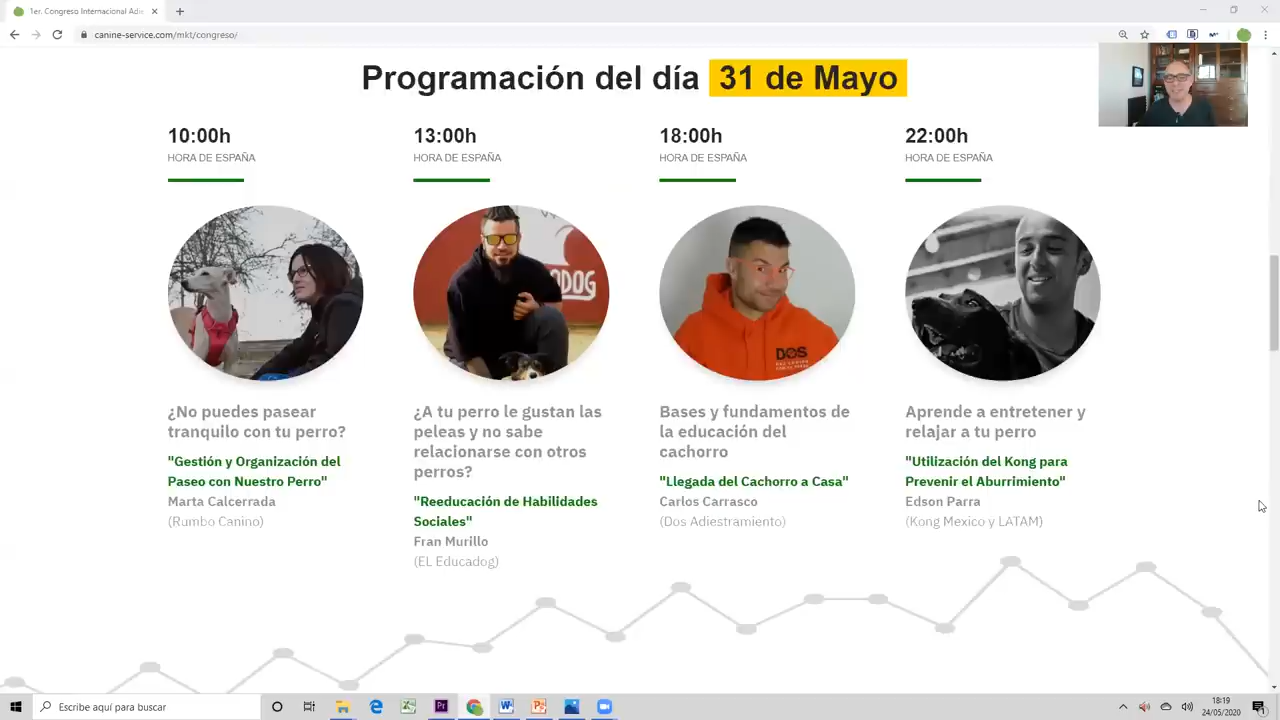 1er. Congreso Internacional Adi
canine-service.com/mkt/congreso/
Programación del día 31 de Mayo
10:00h
HORA DE ESPAÑA
13:00h
HORA DE ESPAÑA
18:00h
HORA DE ESPAÑA
22:00h
HORA DE ESPAÑA
DOG
DOS
¿No puedes pasear
tranquilo con tu perro?
"Gestión y Organización del
Paseo con Nuestro Perro"
Marta Calcerrada
(Rumbo Canino)
¿A tu perro le gustan las
peleas y no sabe
relacionarse con otros
perros?
"Reeducación de Habilidades
Sociales"
Fran Murillo
(EL Educadog)
Bases y fundamentos de
la educación del
cachorro
"Llegada del Cachorro a Casa"
Carlos Carrasco
(Dos Adiestramiento)
Aprende a entretener y
relajar a tu perro
"Utilización del Kong para
Prevenir el Aburrimiento"
Edson Parra
(Kong Mexico y LATAM)
Escribe aquí para buscar
18:19
24/05/2020